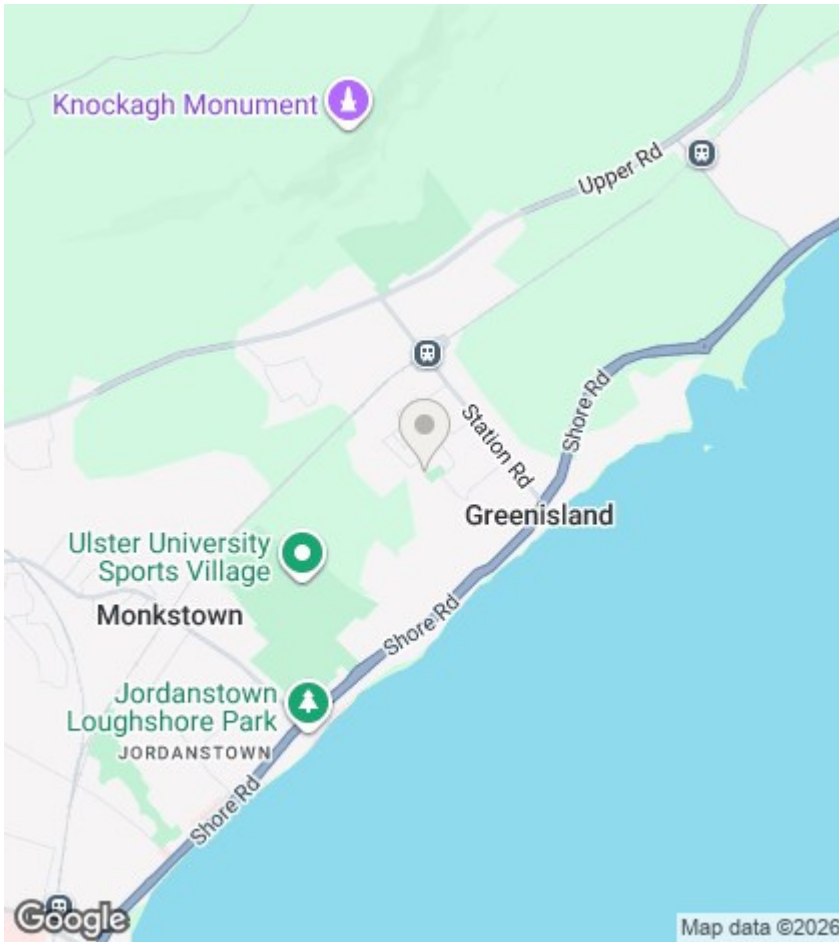 Knockagh Monument
Upper Rd
Shore Rd
Station Rd
Greenisland
Ulster University
Sports Village
Monkstown
Shore Rd
Jordanstown
Loughshore Park
JORDANSTOWN
Shore Rd
Google
Map data ©2026